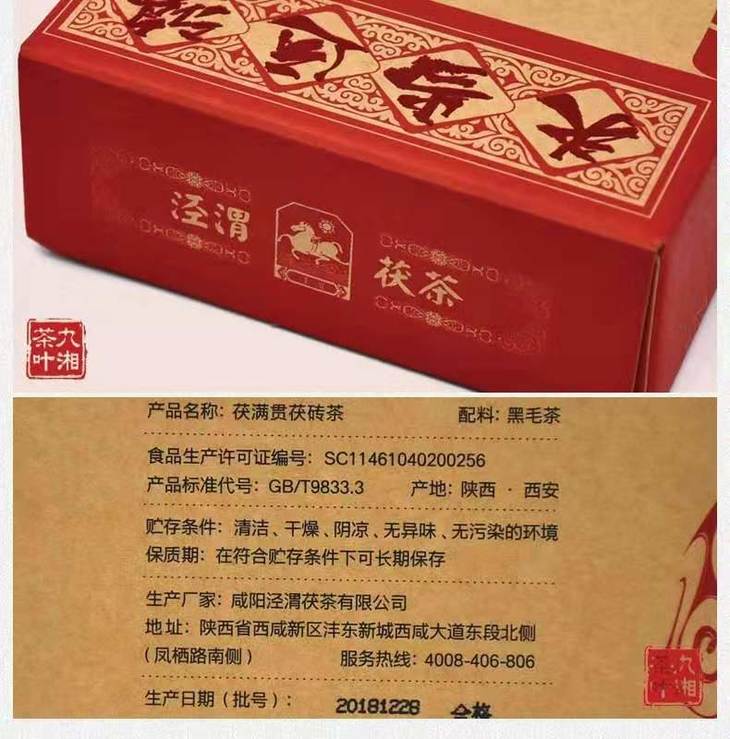 泾渭
茯茶
茶九
叶湘
产品名称：茯满贯茯砖茶 配料：黑毛茶
食品生产许可证编号：SC11461040200256
产品标准代号：GB/T9833.3 产地：陕西 · 西安
贮存条件：清洁、干燥、阴凉、无异味、无污染的环境
保质期：在符合贮存条件下可长期保存
生产厂家：咸阳泾渭茯茶有限公司
地址：陕西省西咸新区沣东新城西咸大道东段北侧
（凤栖路南侧） 服务热线：4008-406-806
生产日期（批号）： 20181228 合格
茶九
叶湘